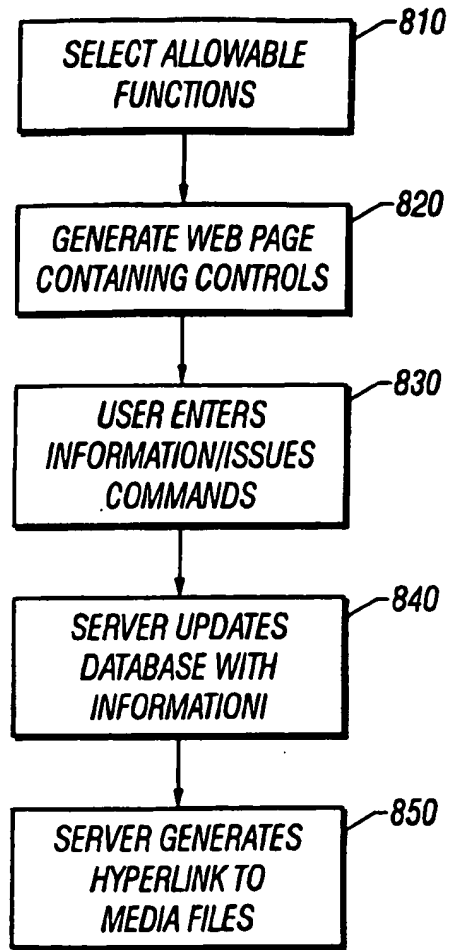 810
SELECT ALLOWABLE
FUNCTIONS
820
GENERATE WEB PAGE
CONTAINING CONTROLS
830
USER ENTERS
INFORMATION/ISSUES
COMMANDS
840
SERVER UPDATES
DATABASE WITH
INFORMATIONI
850
SERVER GENERATES
HYPERLINK TO
MEDIA FILES